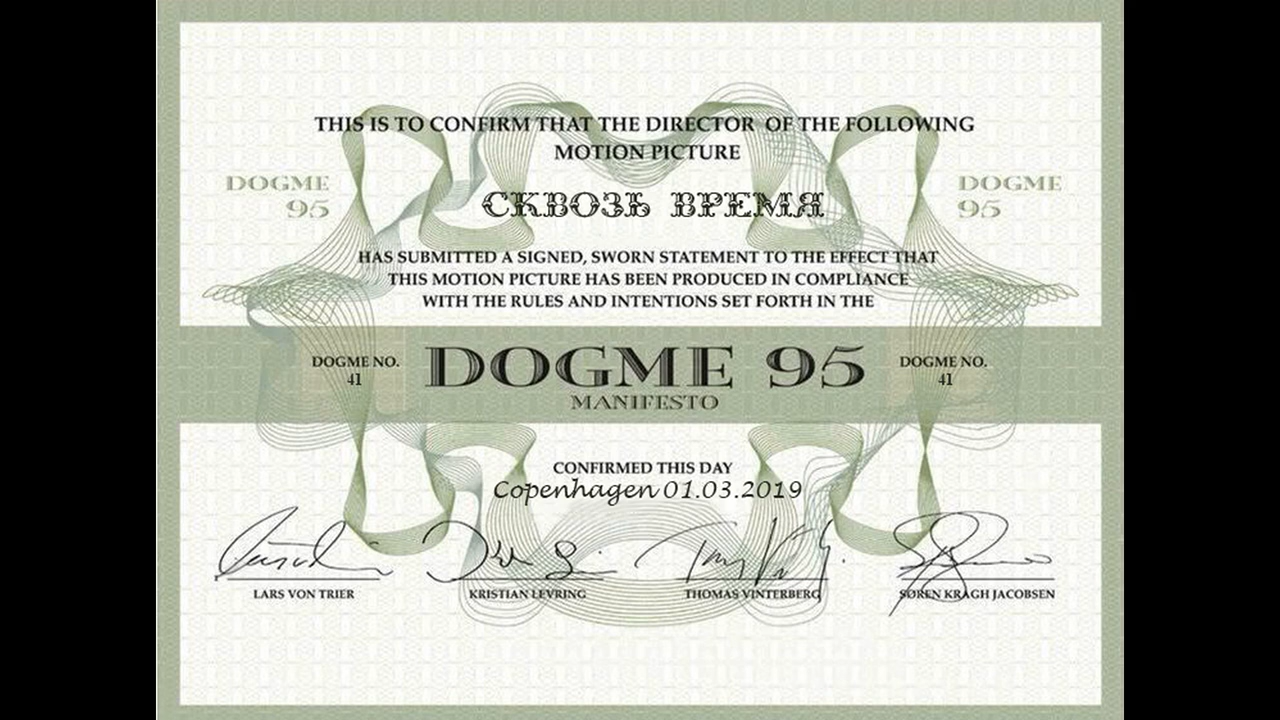 THIS IS TO CONFIRM THAT THE DIRECTOR OF THE FOLLOWING
MOTION PICTURE
DOGME
95
DOGME
95
СКВОЗЬ ВРЕМЯ
HAS SUBMITTED A SIGNED, SWORN STATEMENT TO THE EFFECT THAT
THIS MOTION PICTURE HAS BEEN PRODUCED IN COMPLIANCE
WITH THE RULES AND INTENTIONS SET FORTH IN THE
DOGME NO.
41
DOGME 95
MANIFESTO
DOGME NO.
41
CONFIRMED THIS DAY
Copenhagen 01.03.2019
LARS VON TRIER
KRISTIAN LEVRING
THOMAS VINTERBERG
SØREN KRAGH JACOBSEN